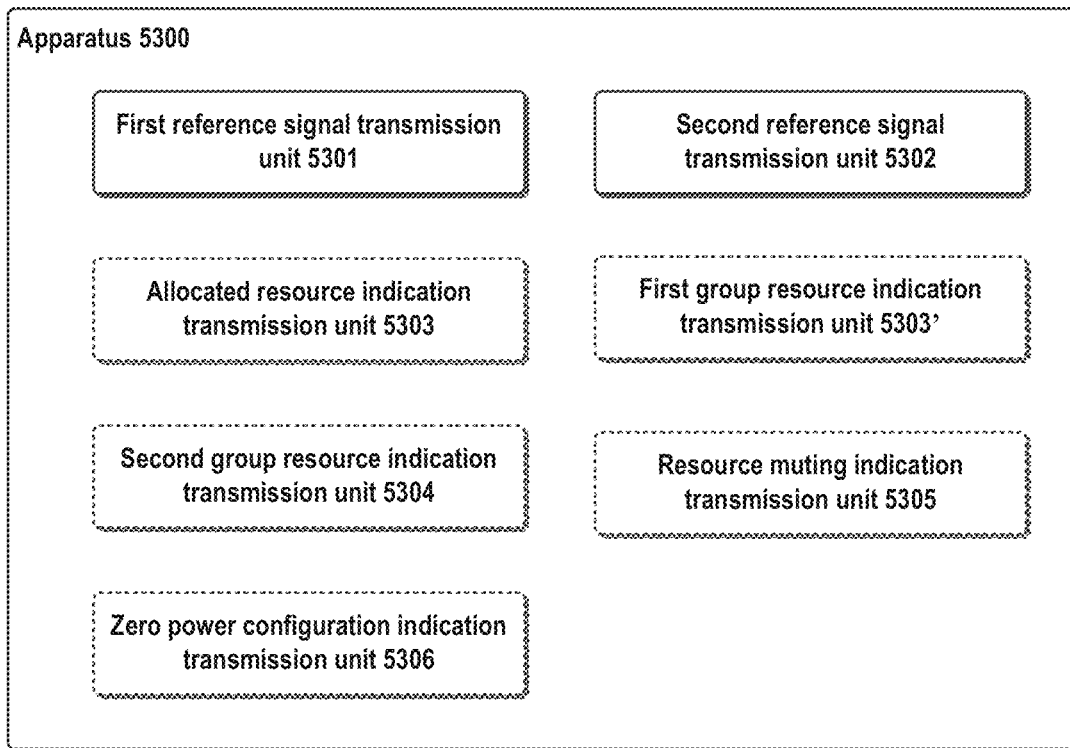 Apparatus 5300
First reference signal transmission
unit 5301
Second reference signal
transmission unit 5302
Allocated resource indication
transmission unit 5303
First group resource indication
transmission unit 5303’
Second group resource indication
transmission unit 5304
Resource muting indication
transmission unit 5305
Zero power configuration indication
transmission unit 5306